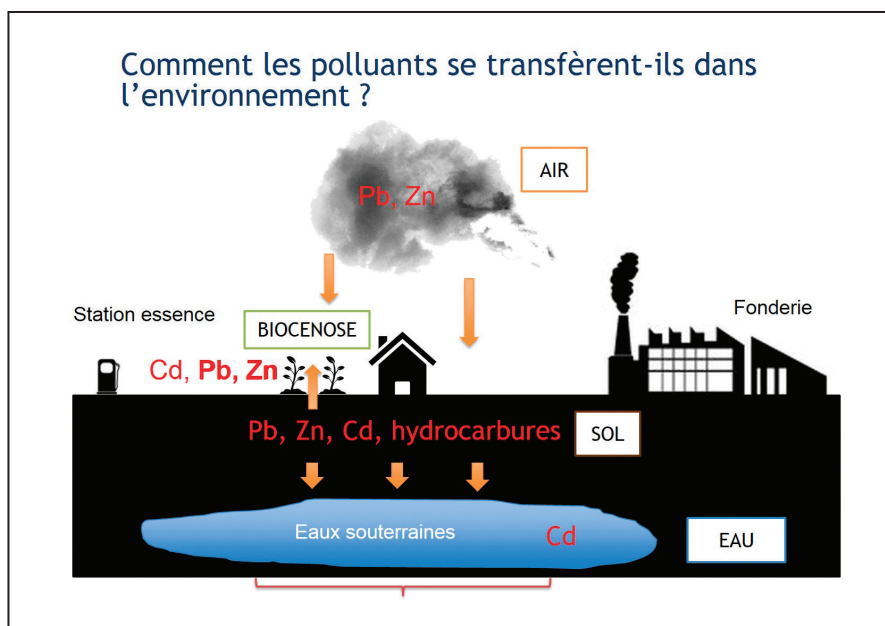 Comment les polluants se transfèrent-ils dans
l’environnement ?
AIR
Pb, Zn
Station essence
Fonderie
BIOCENOSE
Cd, Pb, Zn
Pb, Zn, Cd, hydrocarbures
SOL
Eaux souterraines
Cd
EAU